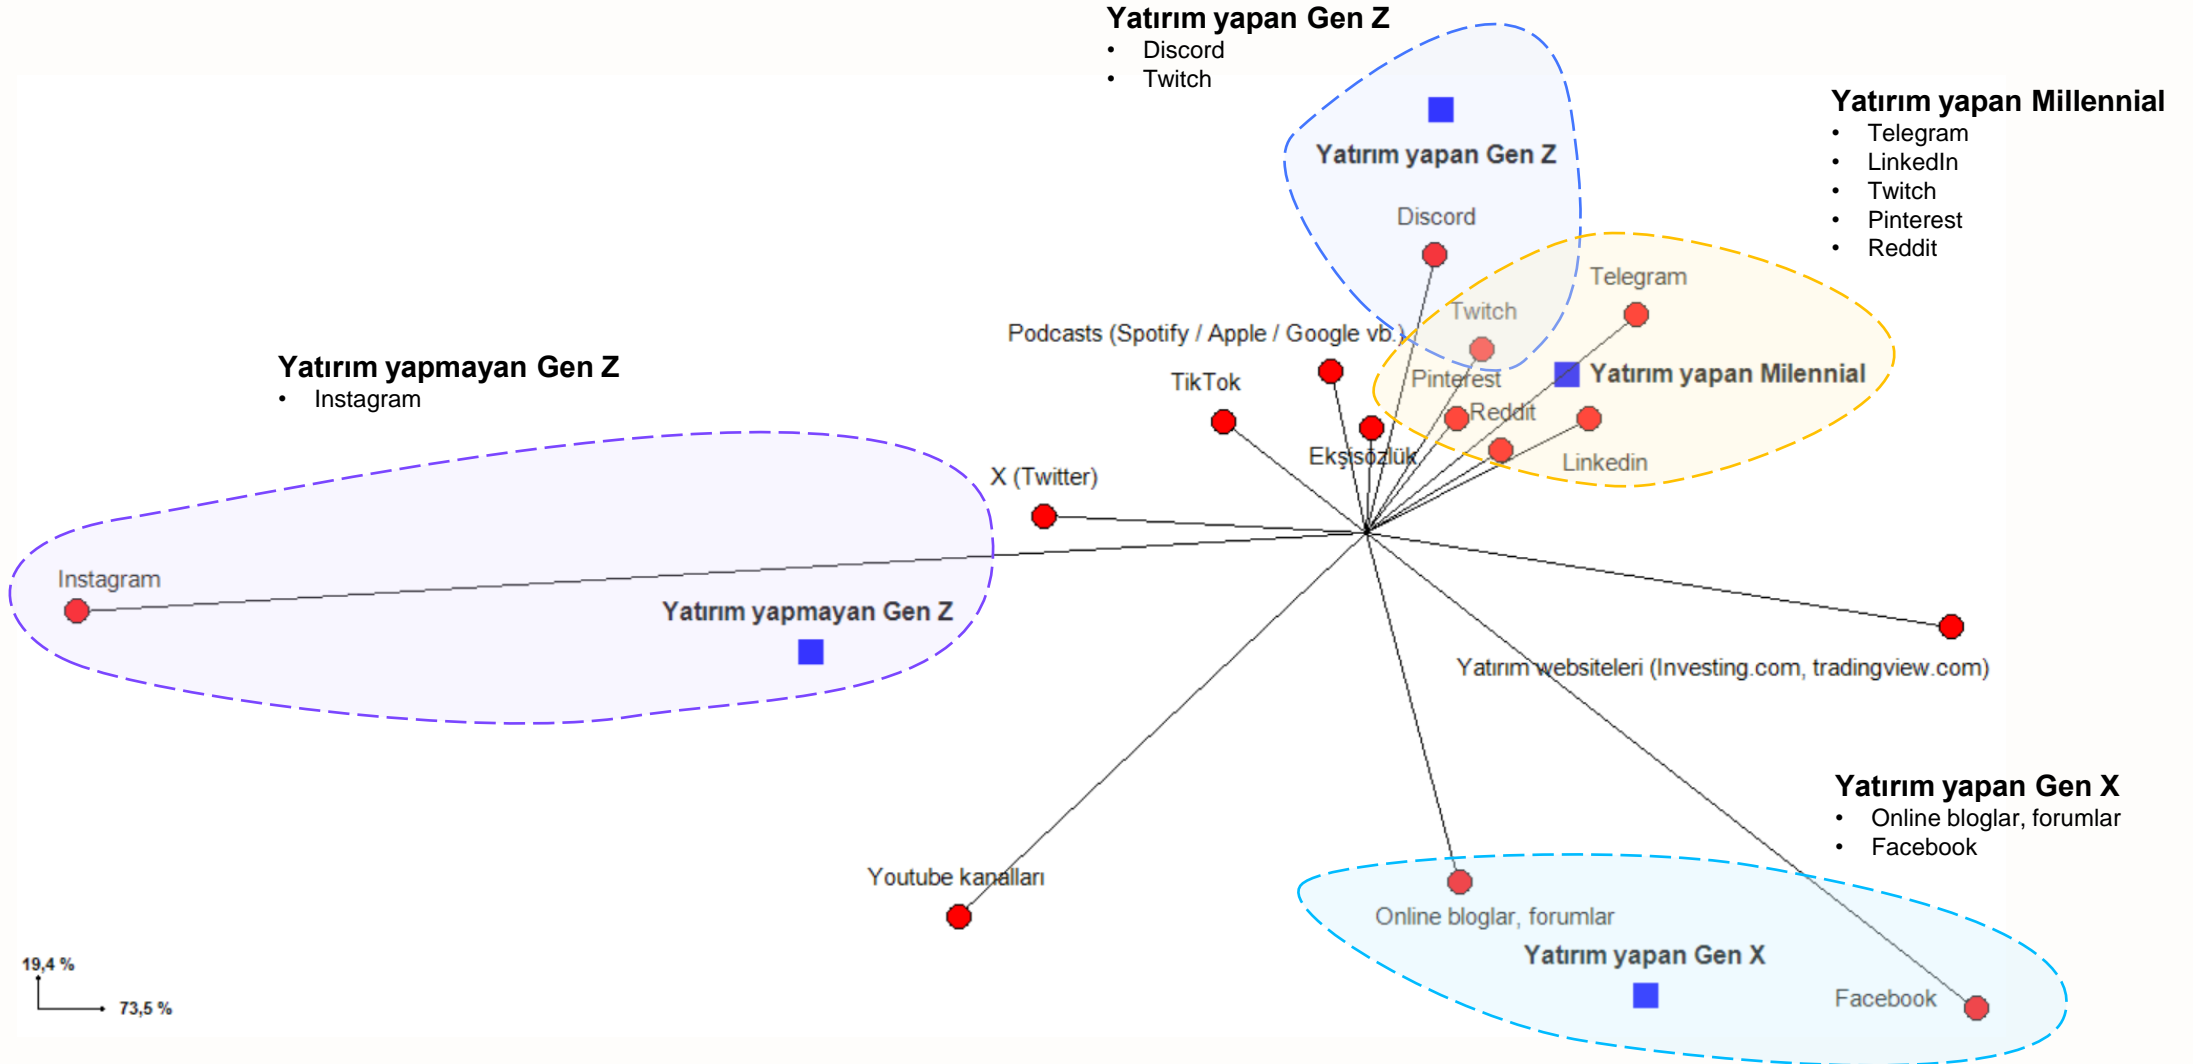 Yatırım yapan Gen Z
• Discord
• Twitch
Yatırım yapan Millennial
• Telegram
• LinkedIn
• Twitch
• Pinterest
• Reddit
Yatırım yapan Gen Z
Discord
Telegram
Twitch
Podcasts (Spotify / Apple / Google vb.)
Yatırım yapmayan Gen Z
• Instagram
TikTok
Pinterest
Yatırım yapan Milennial
Reddit
Ekşisözlük
Linkedin
X (Twitter)
Instagram
Yatırım yapmayan Gen Z
Yatırım websiteleri (Investing.com, tradingview.com)
Yatırım yapan Gen X
• Online bloglar, forumlar
• Facebook
Youtube kanalları
Online bloglar, forumlar
Yatırım yapan Gen X
Facebook
19,4 %
73,5 %